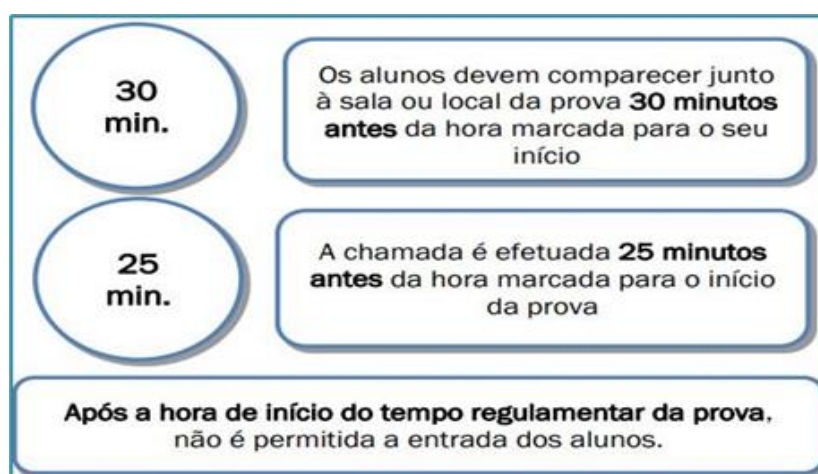 30
min.
Os alunos devem comparecer junto
à sala ou local da prova 30 minutos
antes da hora marcada para o seu
início
25
min.
A chamada é efetuada 25 minutos
antes da hora marcada para o início
da prova
Após a hora de início do tempo regulamentar da prova,
não é permitida a entrada dos alunos.